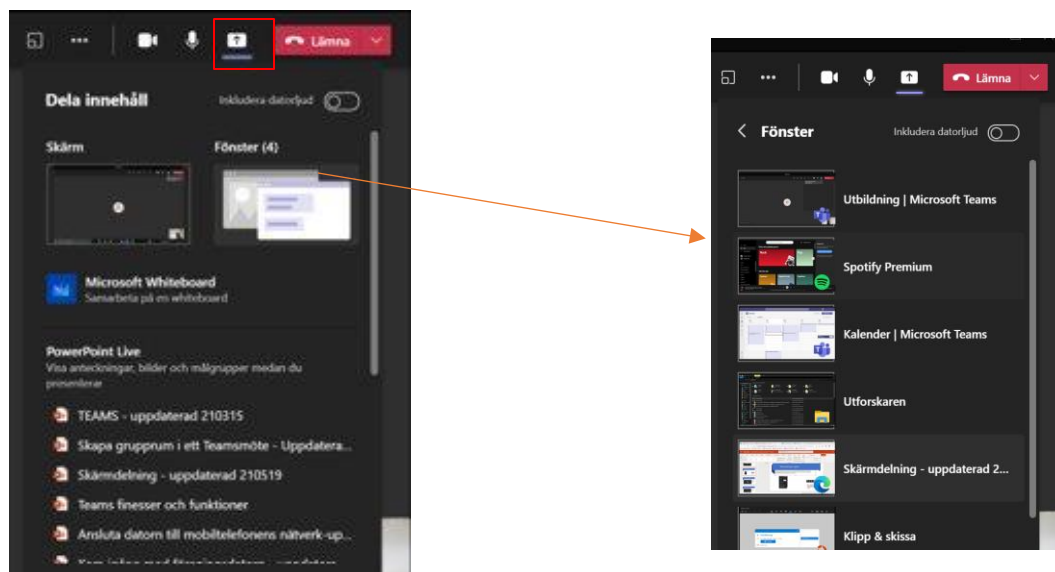 Lämna
Dela innehåll
Inkludera datorljud
Skärm
Fönster (4)
Microsoft Whiteboard
Samarbeta på en whiteboard
PowerPoint Live
Visa anteckningar, bilder och målgrupper medan du
presenterar
TEAMS - uppdaterad 210315
Skapa grupprum i ett Teamsmöte - Uppdatera...
Skärmdelning - uppdaterad 210519
Teams finesser och funktioner
Ansluta datorn till mobiltelefonens nätverk-up...
Lämna
Fönster
Inkludera datorljud
Utbildning | Microsoft Teams
Spotify Premium
Kalender | Microsoft Teams
Utforskaren
Skärmdelning - uppdaterad 2...
Klipp & skissa